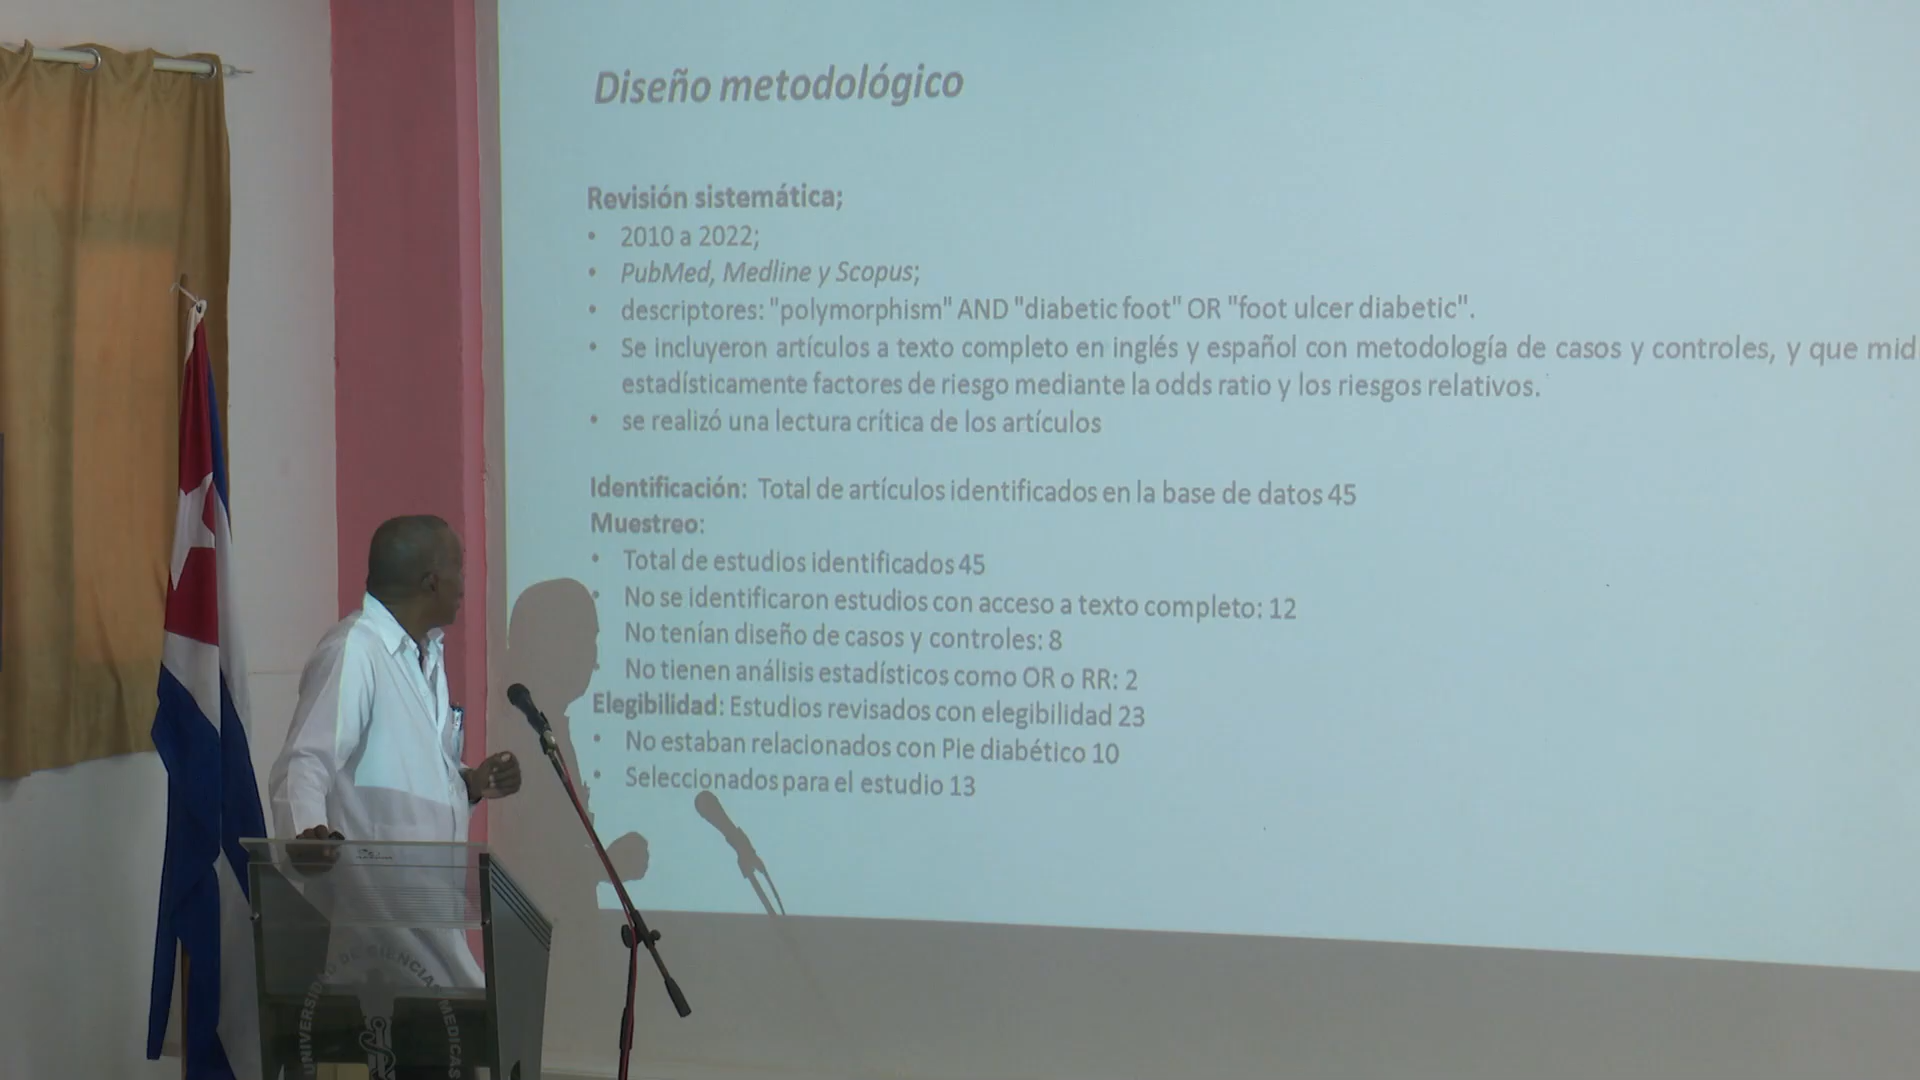 Diseño metodológico
Revisión sistemática;
• 2010 a 2022;
• PubMed, Medline y Scopus;
• descriptores: "polymorphism" AND "diabetic foot" OR "foot ulcer diabetic".
• Se incluyeron artículos a texto completo en inglés y español con metodología de casos y controles, y que mid
estadísticamente factores de riesgo mediante la odds ratio y los riesgos relativos.
• se realizó una lectura crítica de los artículos
Identificación: Total de artículos identificados en la base de datos 45
Muestreo:
• Total de estudios identificados 45
• No se identificaron estudios con acceso a texto completo: 12
No tenían diseño de casos y controles: 8
• No tienen análisis estadísticos como OR o RR: 2
Elegibilidad: Estudios revisados con elegibilidad 23
• No estaban relacionados con Pie diabético 10
• Seleccionados para el estudio 13
UNIVERSIDAD DE CIENCIAS MEDICAS